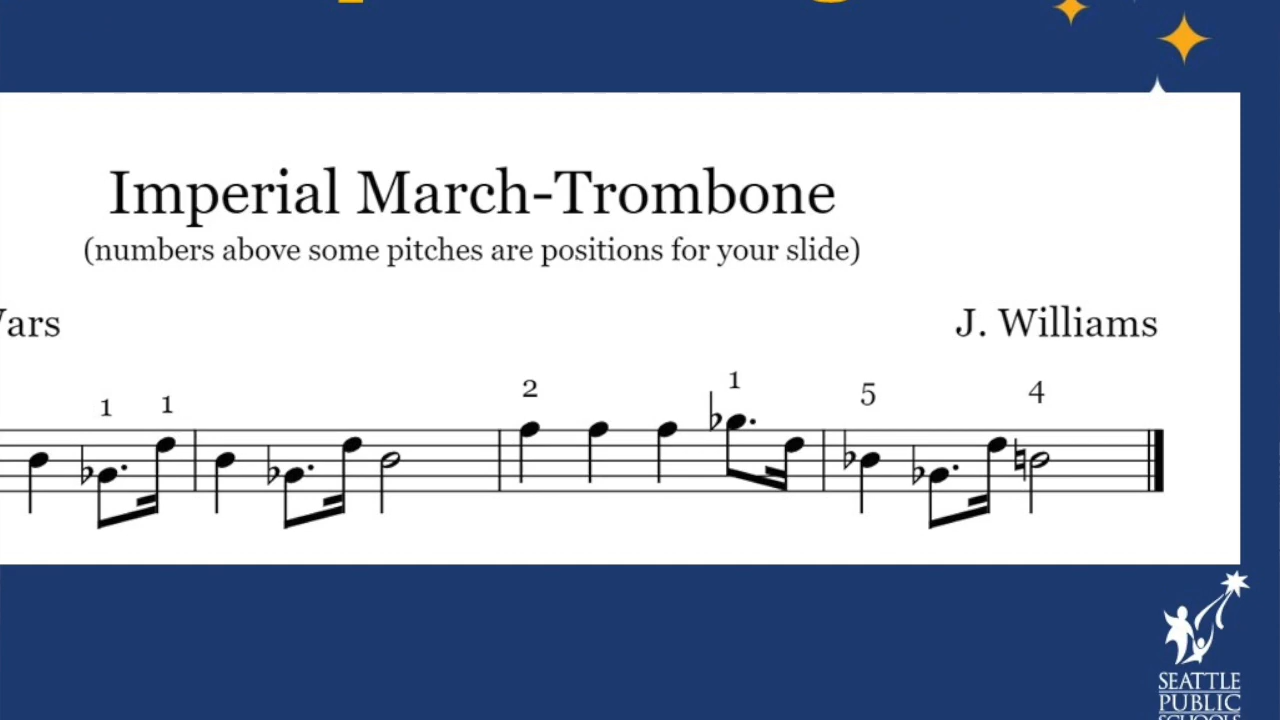 Imperial March-Trombone
(numbers above some pitches are positions for your slide)
J. Williams
1 1 2 1 5 4
SEATTLE
PUBLIC
SCHOOLS